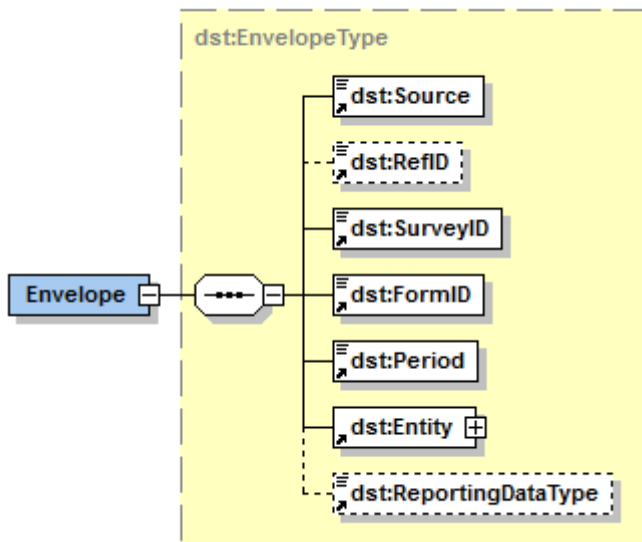 dst:EnvelopeType
dst:Source
dst:RefID
dst:SurveyID
Envelope
dst:FormID
dst:Period
dst:Entity
dst:ReportingDataType